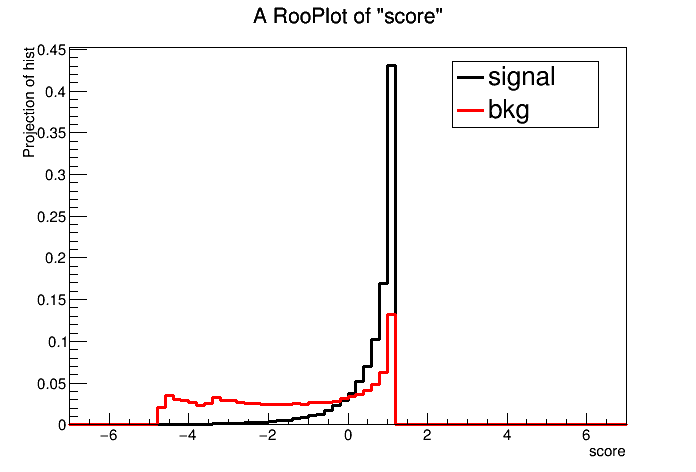 A RooPlot of "score"
Projection of hist
0.45
0.4
0.35
0.3
0.25
0.2
0.15
0.1
0.05
0
signal
bkg
−6 −4 −2 0 2 4 6
score